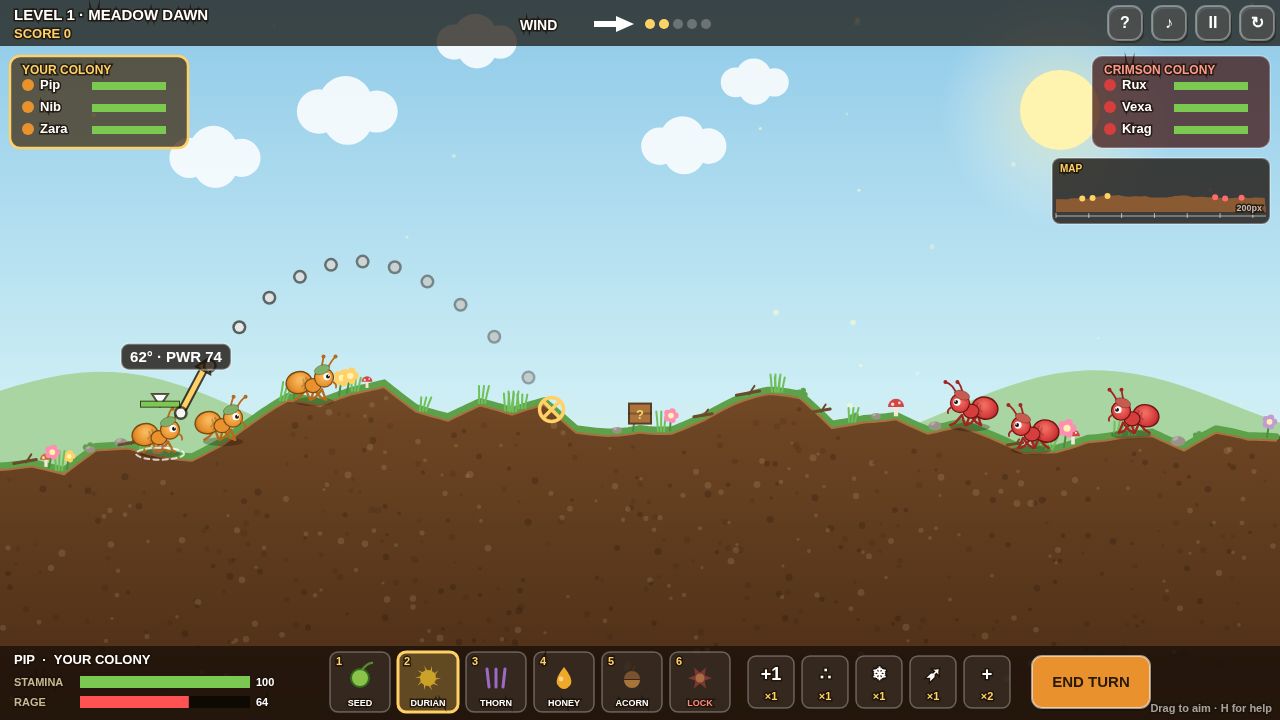 LEVEL 1 · MEADOW DAWN
SCORE 0
WIND
?
YOUR COLONY
Pip
Nib
Zara
CRIMSON COLONY
Rux
Vexa
Krag
MAP
200px
62° · PWR 74
?
PIP · YOUR COLONY
STAMINA 100
RAGE 64
1 SEED
2 DURIAN
3 THORN
4 HONEY
5 ACORN
6 LOCK
+1 ×1
×1
×1
×1
+ ×2
END TURN
Drag to aim · H for help